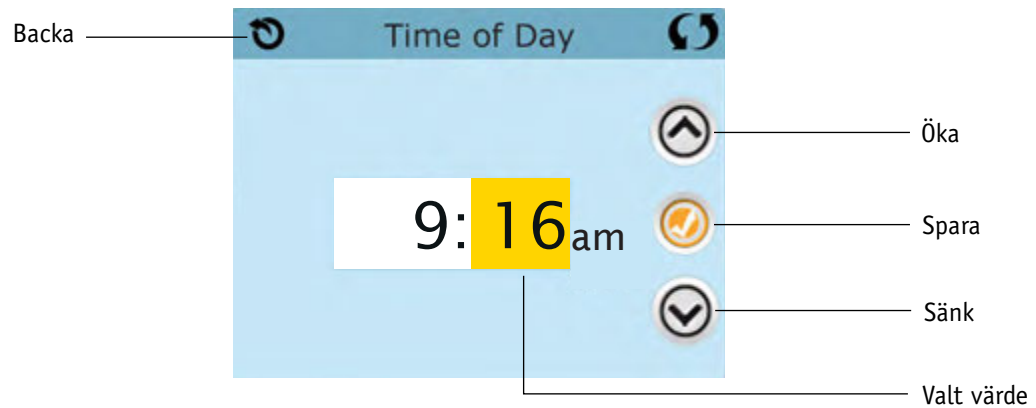 Backa
Time of Day
Öka
9:16am
Spara
Sänk
Valt värde